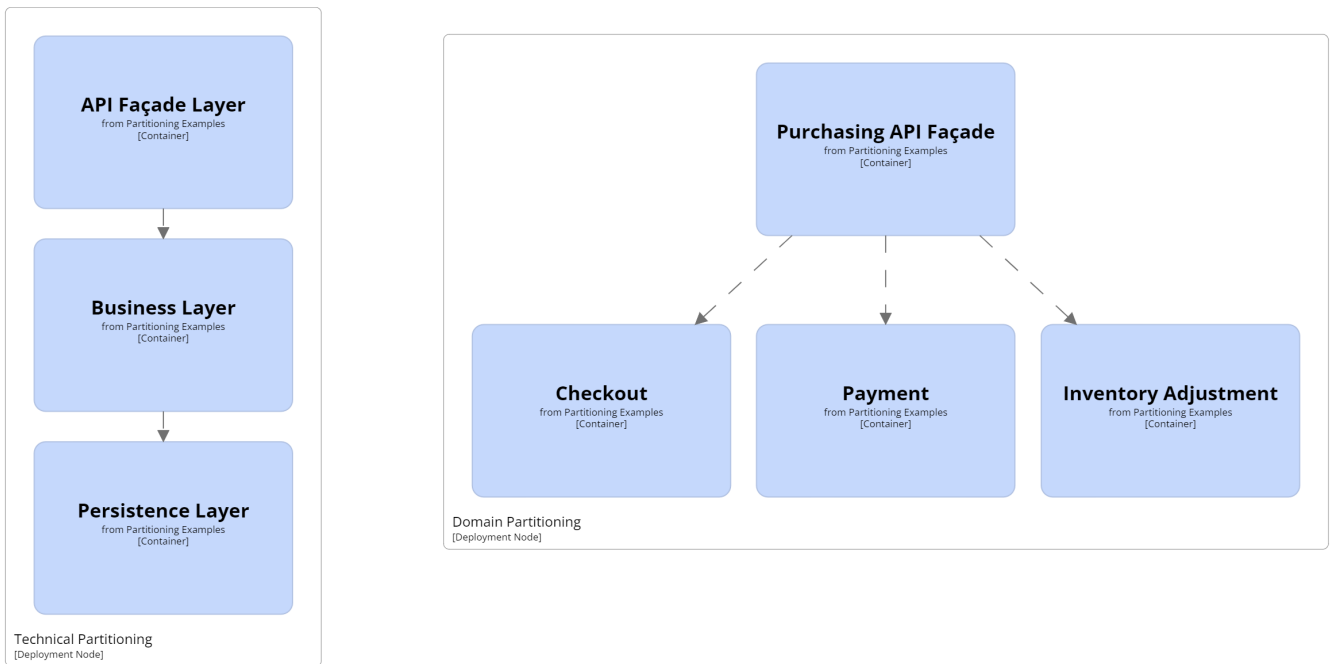 API Façade Layer
from Partitioning Examples
[Container]
Business Layer
from Partitioning Examples
[Container]
Persistence Layer
from Partitioning Examples
[Container]
Technical Partitioning
[Deployment Node]
Purchasing API Façade
from Partitioning Examples
[Container]
Checkout
from Partitioning Examples
[Container]
Payment
from Partitioning Examples
[Container]
Inventory Adjustment
from Partitioning Examples
[Container]
Domain Partitioning
[Deployment Node]